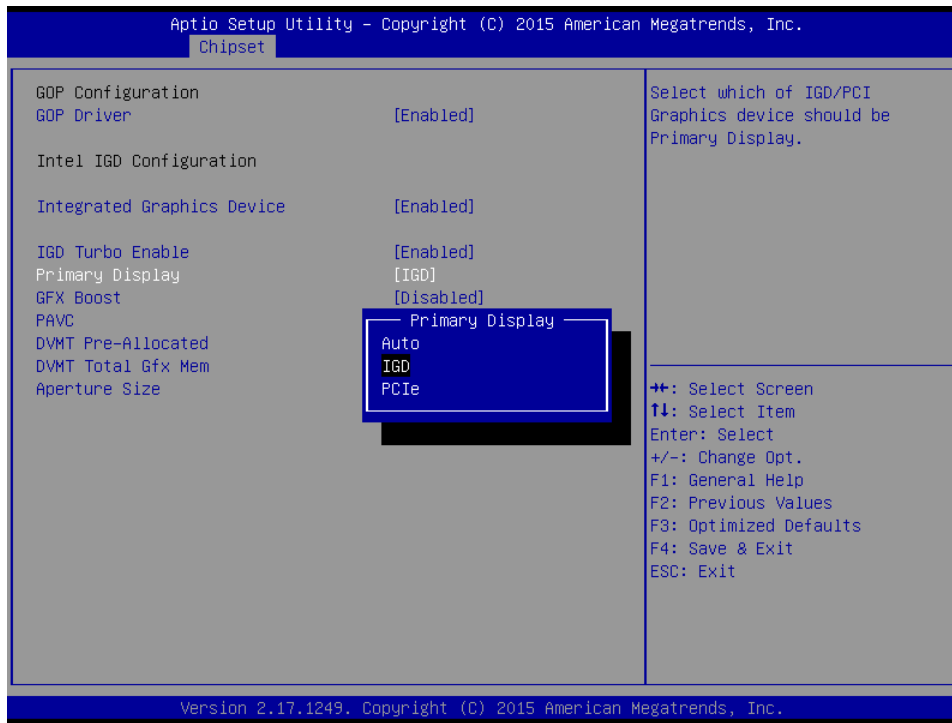 Aptio Setup Utility – Copyright (C) 2015 American Megatrends, Inc.
Chipset
GOP Configuration
GOP Driver [Enabled]
Intel IGD Configuration
Integrated Graphics Device [Enabled]
IGD Turbo Enable [Enabled]
Primary Display [IGD]
GFX Boost [Disabled]
PAVC
DVMT Pre-Allocated
DVMT Total Gfx Mem
Aperture Size
Primary Display
Auto
IGD
PCIe
Select which of IGD/PCI
Graphics device should be
Primary Display.
→←: Select Screen
↑↓: Select Item
Enter: Select
+/-: Change Opt.
F1: General Help
F2: Previous Values
F3: Optimized Defaults
F4: Save & Exit
ESC: Exit
Version 2.17.1249. Copyright (C) 2015 American Megatrends, Inc.